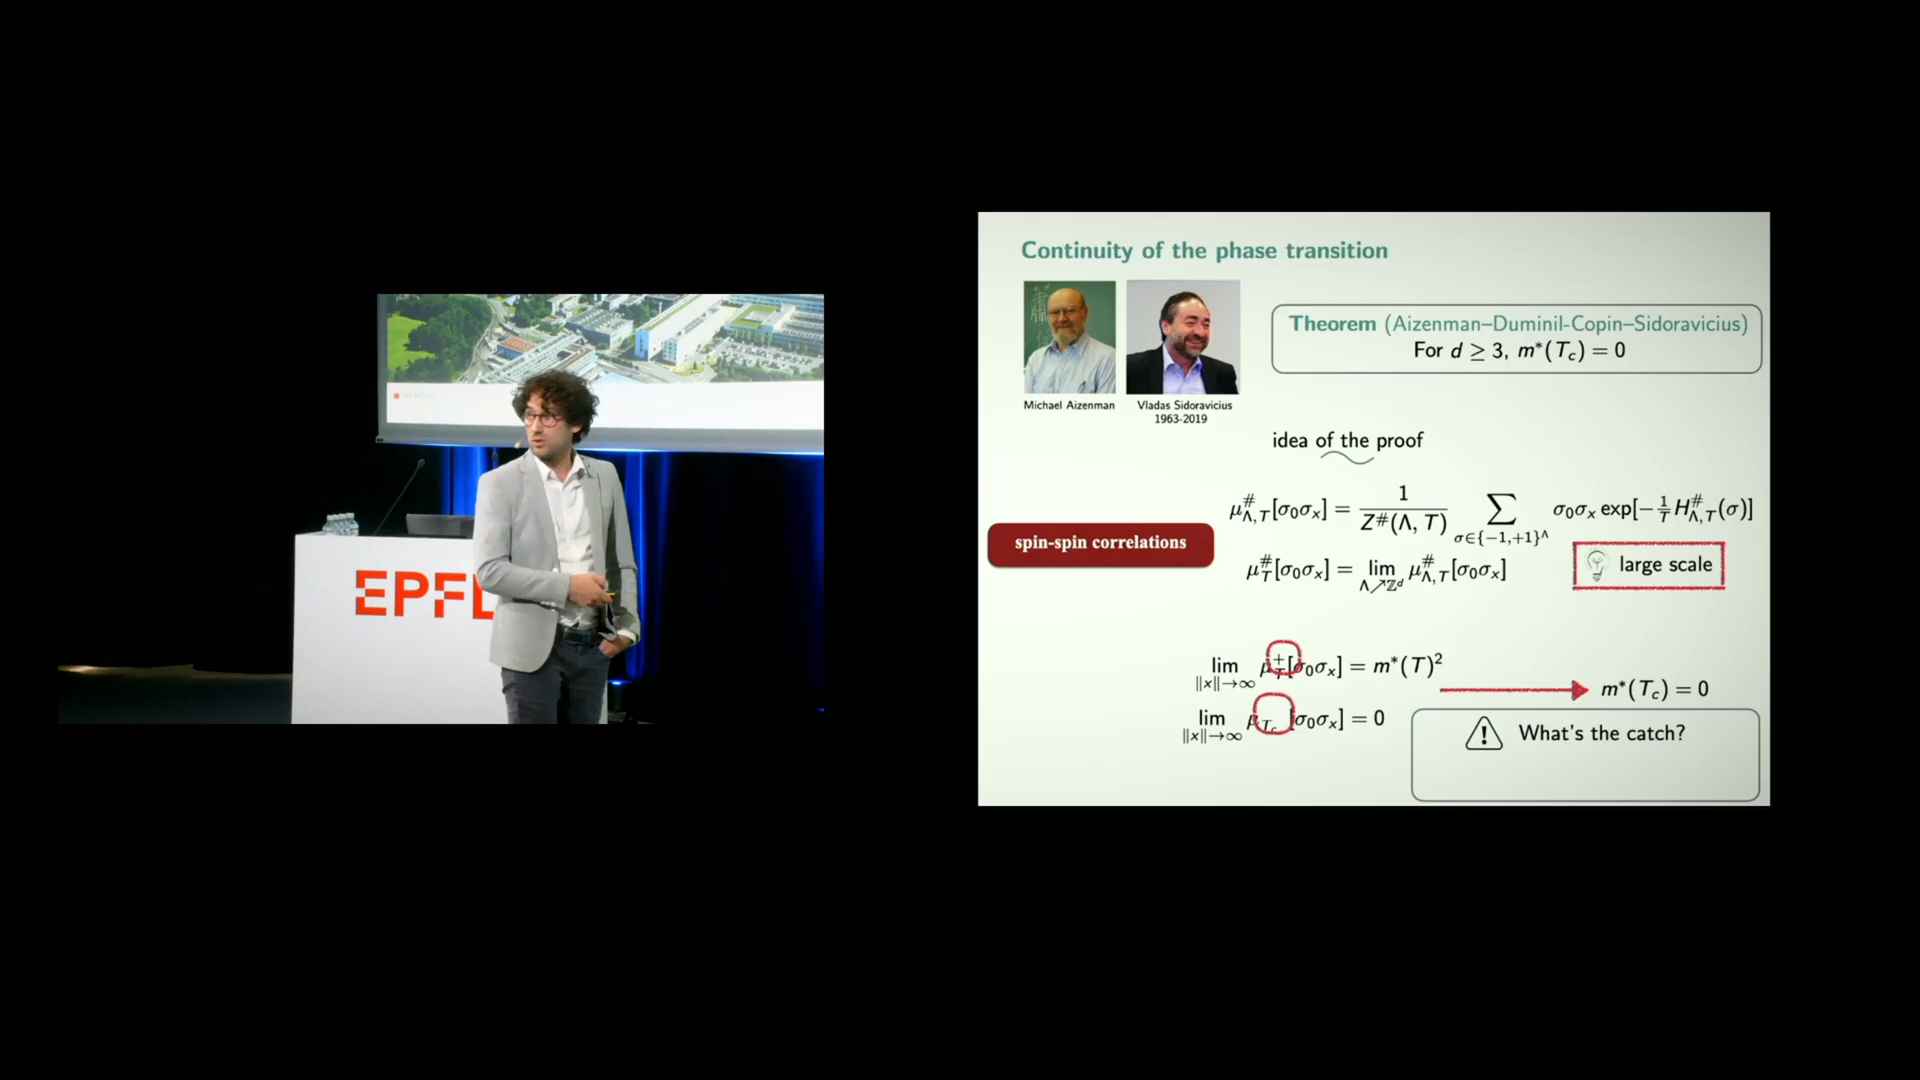 EPFL
Continuity of the phase transition
Michael Aizenman
Vladas Sidoravicius
1963-2019
Theorem (Aizenman–Duminil-Copin–Sidoravicius)
For d ≥ 3, m*(T_c) = 0
idea of the proof
spin-spin correlations
μ^#_{Λ,T}[σ_0σ_x] = 1/Z^#(Λ, T) ∑_{σ∈{−1,+1}^Λ} σ_0σ_x exp[−1/T H^#_{Λ,T}(σ)]
μ^#_T[σ_0σ_x] = lim_{Λ↗ℤ^d} μ^#_{Λ,T}[σ_0σ_x]
large scale
lim_{‖x‖→∞} μ^+_T[σ_0σ_x] = m*(T)^2
m*(T_c) = 0
lim_{‖x‖→∞} μ_{T_c}[σ_0σ_x] = 0
What's the catch?